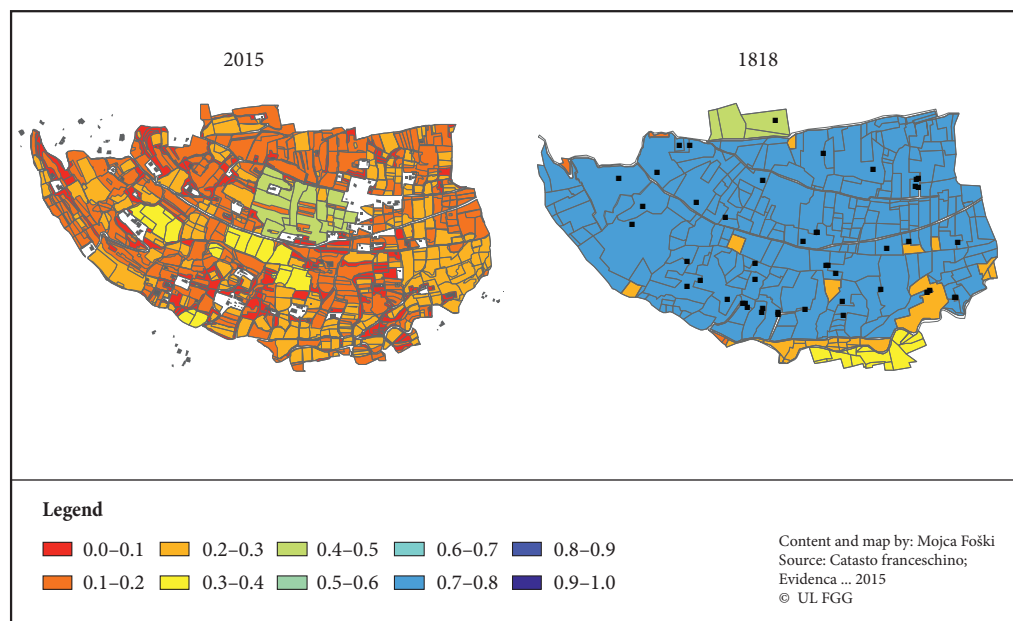 2015
1818
Legend
0.0–0.1
0.2–0.3
0.4–0.5
0.6–0.7
0.8–0.9
0.1–0.2
0.3–0.4
0.5–0.6
0.7–0.8
0.9–1.0
Content and map by: Mojca Foški
Source: Catasto franceschino;
Evidenca ... 2015
© UL FGG